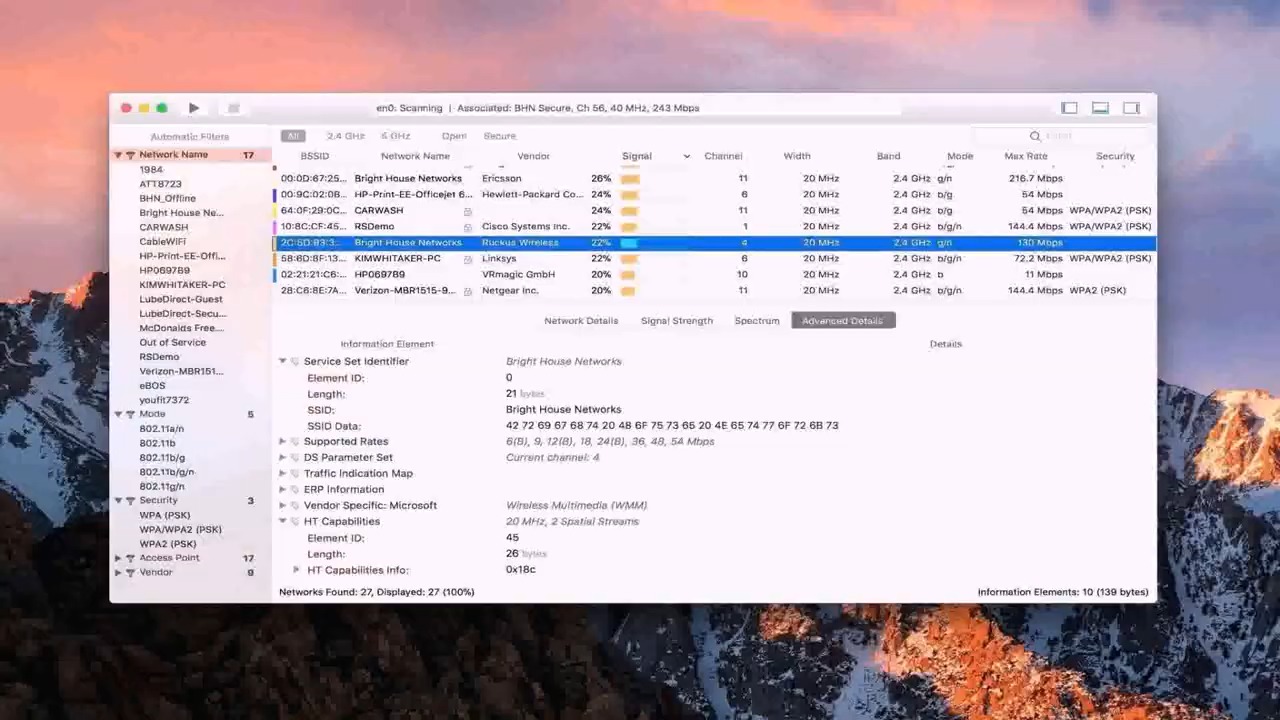 en0: Scanning | Associated: BHN Secure, Ch 56, 40 MHz, 243 Mbps
Automatic Filters
Network Name 17
1984
ATT8723
BHN_Offline
Bright House Ne...
CARWASH
CableWiFi
HP-Print-EE-Offi...
HP0697B9
KIMWHITAKER-PC
LubeDirect-Guest
LubeDirect-Secu...
McDonalds Free...
Out of Service
RSDemo
Verizon-MBR151...
eBOS
youfit7372
Mode 5
802.11a/n
802.11b
802.11b/g
802.11b/g/n
802.11g/n
Security 3
WPA (PSK)
WPA/WPA2 (PSK)
WPA2 (PSK)
Access Point 17
Vendor 9
All 2.4 GHz 5 GHz Open Secure
BSSID Network Name Vendor Signal Channel Width Band Mode Max Rate Security
00:0D:67:25... Bright House Networks Ericsson 26% 11 20 MHz 2.4 GHz g/n 216.7 Mbps
00:9C:02:0B... HP-Print-EE-Officejet 6... Hewlett-Packard Co... 24% 6 20 MHz 2.4 GHz b/g 54 Mbps
64:0F:29:0C... CARWASH 24% 11 20 MHz 2.4 GHz b/g 54 Mbps WPA/WPA2 (PSK)
10:8C:CF:45... RSDemo Cisco Systems Inc. 22% 1 20 MHz 2.4 GHz b/g/n 144.4 Mbps WPA/WPA2 (PSK)
2C:5D:93:3... Bright House Networks Ruckus Wireless 22% 4 20 MHz 2.4 GHz g/n 130 Mbps
58:6D:8F:13... KIMWHITAKER-PC Linksys 22% 6 20 MHz 2.4 GHz b/g/n 72.2 Mbps WPA/WPA2 (PSK)
02:21:21:C6:... HP0697B9 VRmagic GmbH 20% 10 20 MHz 2.4 GHz b 11 Mbps
28:C6:8E:7A... Verizon-MBR1515-9... Netgear Inc. 20% 11 20 MHz 2.4 GHz b/g/n 144.4 Mbps WPA2 (PSK)
Network Details Signal Strength Spectrum Advanced Details
Information Element Details
Service Set Identifier Bright House Networks
Element ID: 0
Length: 21 bytes
SSID: Bright House Networks
SSID Data: 42 72 69 67 68 74 20 48 6F 75 73 65 20 4E 65 74 77 6F 72 6B 73
Supported Rates 6(B), 9, 12(B), 18, 24(B), 36, 48, 54 Mbps
DS Parameter Set Current channel: 4
Traffic Indication Map
ERP Information
Vendor Specific: Microsoft Wireless Multimedia (WMM)
HT Capabilities 20 MHz, 2 Spatial Streams
Element ID: 45
Length: 26 bytes
HT Capabilities Info: 0x18c
Networks Found: 27, Displayed: 27 (100%) Information Elements: 10 (139 bytes)